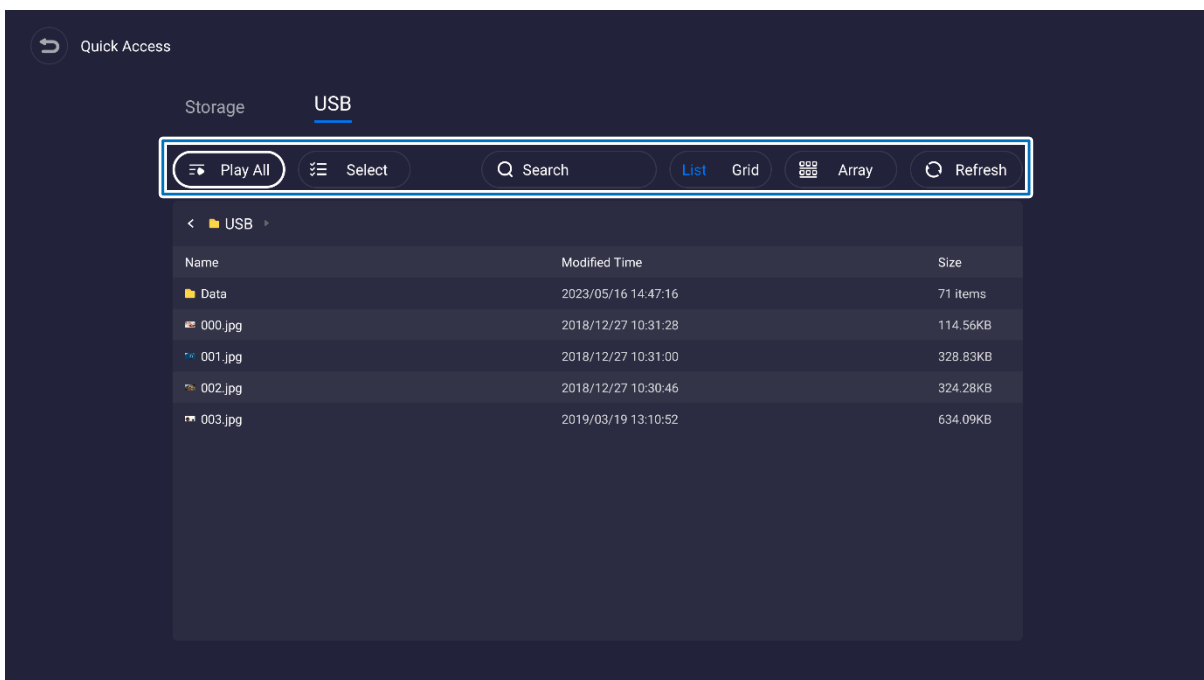 Quick Access
Storage USB
Play All Select Search List Grid Array Refresh
USB
Name Modified Time Size
Data 2023/05/16 14:47:16 71 items
000.jpg 2018/12/27 10:31:28 114.56KB
001.jpg 2018/12/27 10:31:00 328.83KB
002.jpg 2018/12/27 10:30:46 324.28KB
003.jpg 2019/03/19 13:10:52 634.09KB